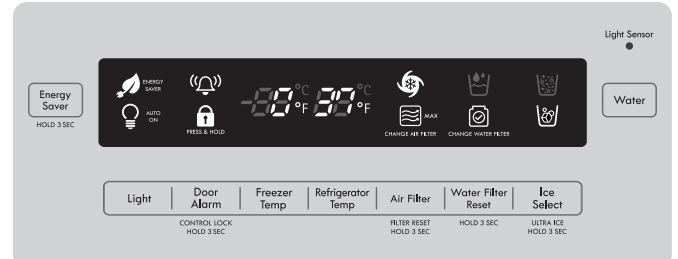 Light Sensor
ENERGY
SAVER
°C
°C
Energy
Saver
HOLD 3 SEC
AUTO
ON
PRESS & HOLD
0 °F
37 °F
MAX
CHANGE AIR FILTER
CHANGE WATER FILTER
Water
Light
Door
Alarm
CONTROL LOCK
HOLD 3 SEC
Freezer
Temp
Refrigerator
Temp
Air Filter
FILTER RESET
HOLD 3 SEC
Water Filter
Reset
HOLD 3 SEC
Ice
Select
ULTRA ICE
HOLD 3 SEC